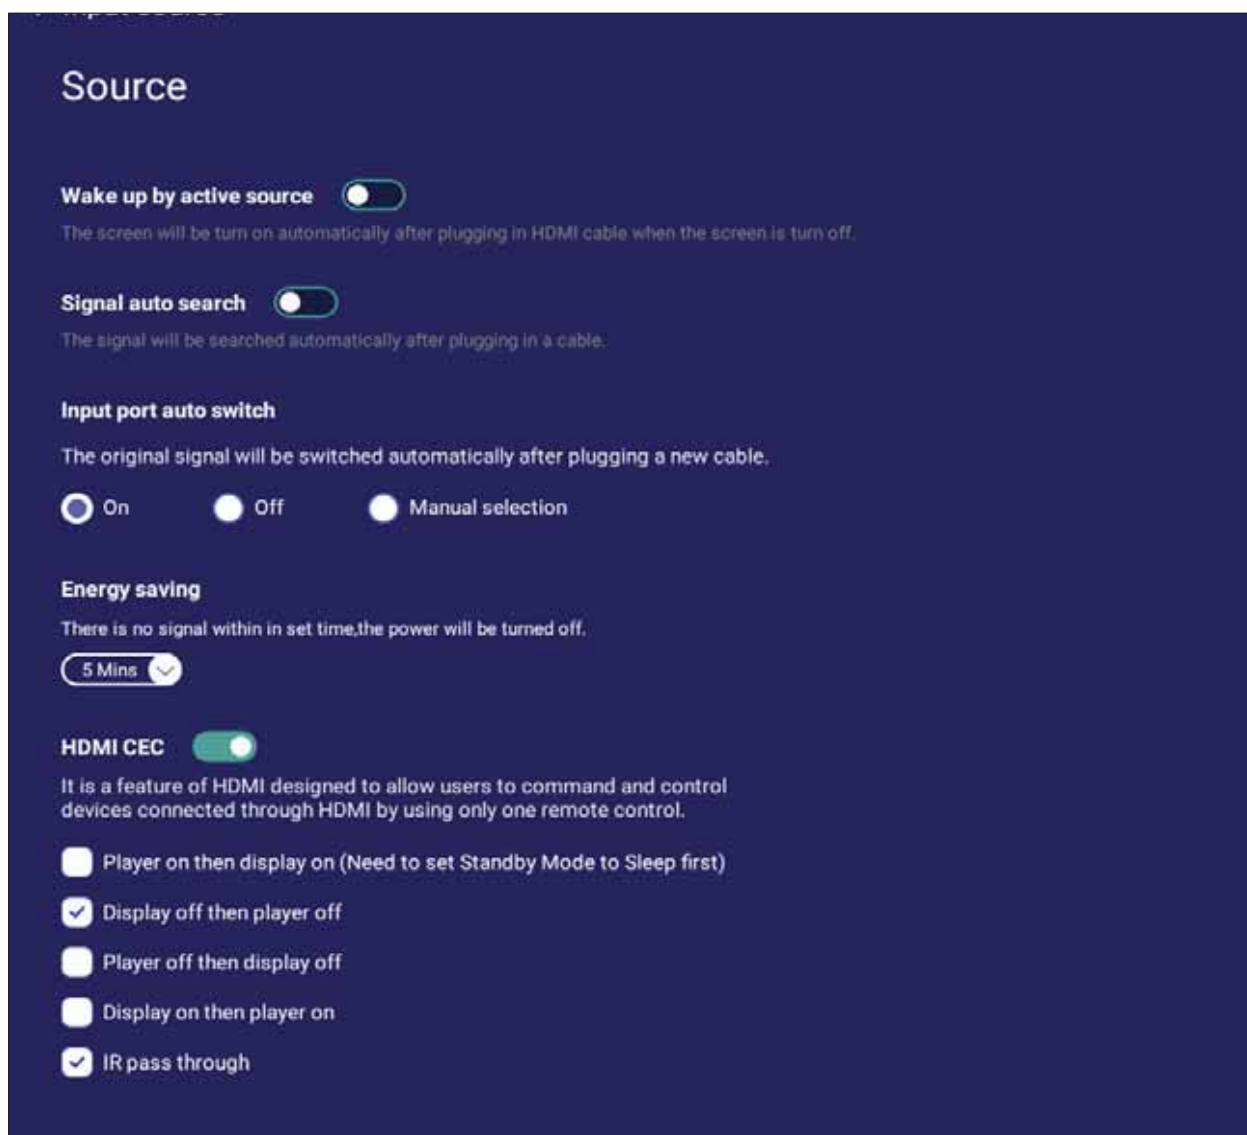 Source
Wake up by active source
The screen will be turn on automatically after plugging in HDMI cable when the screen is turn off.
Signal auto search
The signal will be searched automatically after plugging in a cable.
Input port auto switch
The original signal will be switched automatically after plugging a new cable.
On Off Manual selection
Energy saving
There is no signal within in set time,the power will be turned off.
5 Mins
HDMI CEC
It is a feature of HDMI designed to allow users to command and control
devices connected through HDMI by using only one remote control.
Player on then display on (Need to set Standby Mode to Sleep first)
Display off then player off
Player off then display off
Display on then player on
IR pass through